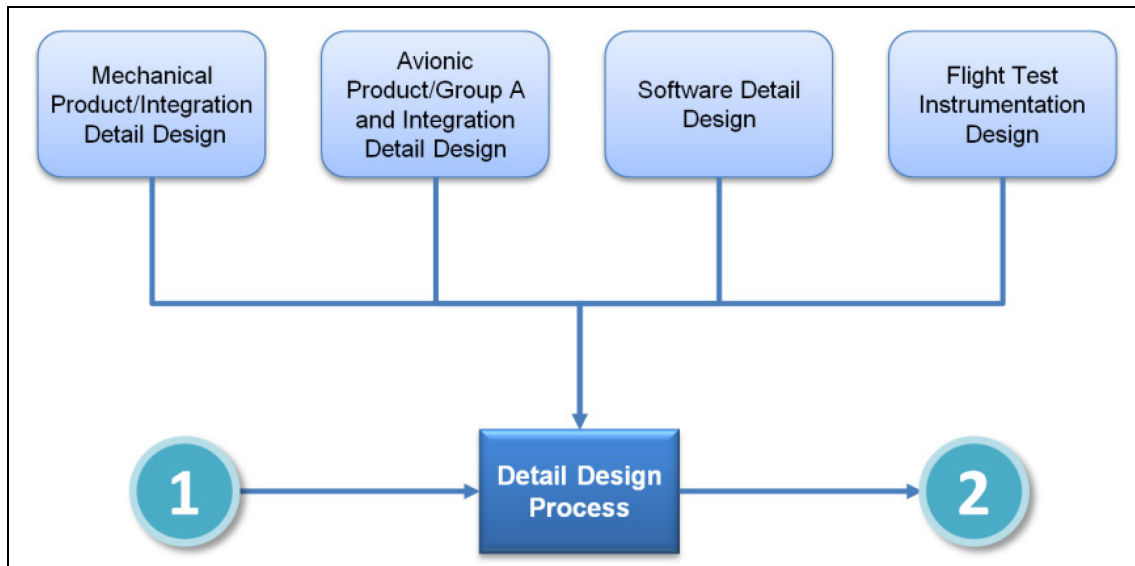 Mechanical
Product/Integration
Detail Design
Avionic
Product/Group A
and Integration
Detail Design
Software Detail
Design
Flight Test
Instrumentation
Design
1
Detail Design
Process
2